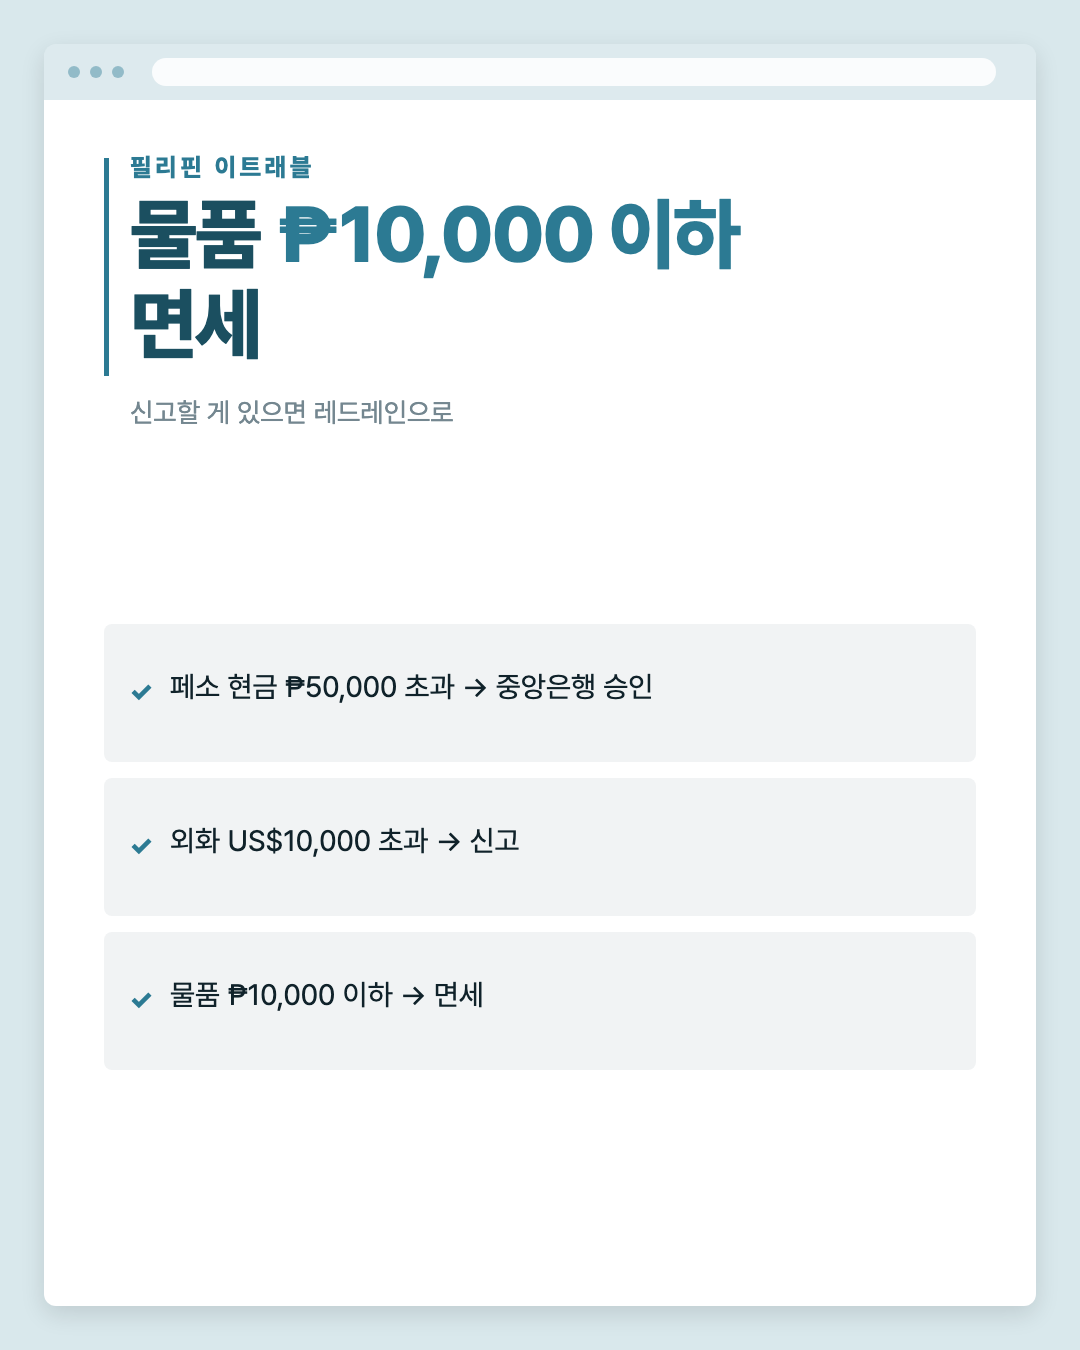 필리핀 이트래블
물품 ₱10,000 이하
면세
신고할 게 있으면 레드레인으로
페소 현금 ₱50,000 초과 → 중앙은행 승인
외화 US$10,000 초과 → 신고
물품 ₱10,000 이하 → 면세